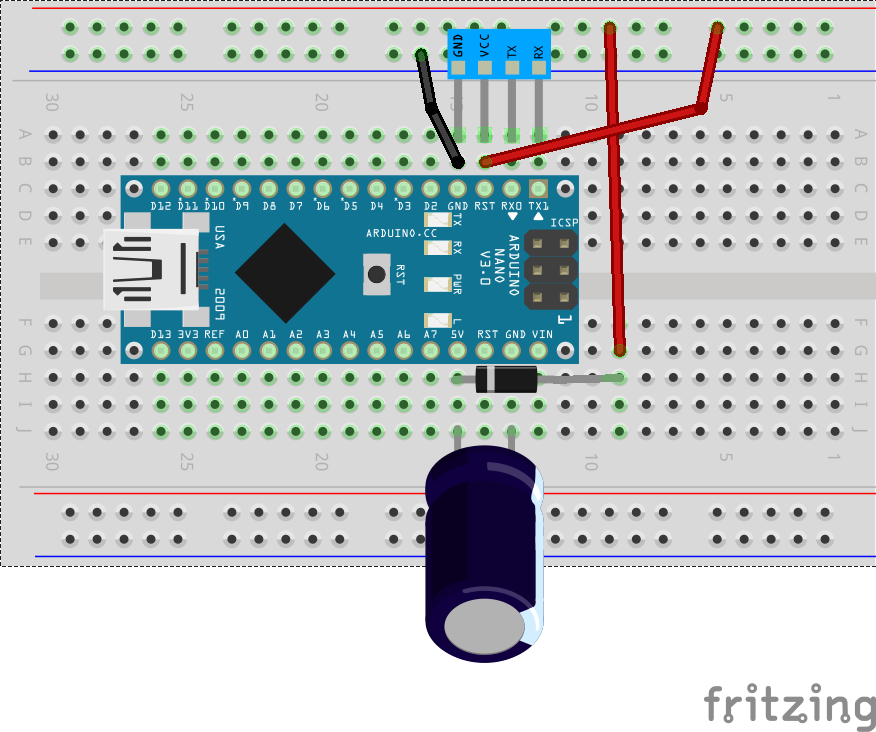 GND VCC TX RX
30 25 20 15 10 5 1
A A
B B
C C
D12 D11 D10 D9 D8 D7 D6 D5 D4 D3 D2 GND RST RX0 TX1
D D
TX
ICSP
ARDUINO.CC
USA
E E
RX
ARDUINO
NANO
V3.0
RST
PWR
2009
L
1
F F
D13 3V3 REF A0 A1 A2 A3 A4 A5 A6 A7 5V RST GND VIN
G G
H H
I I
J J
30 25 20 10 5 1
fritzing